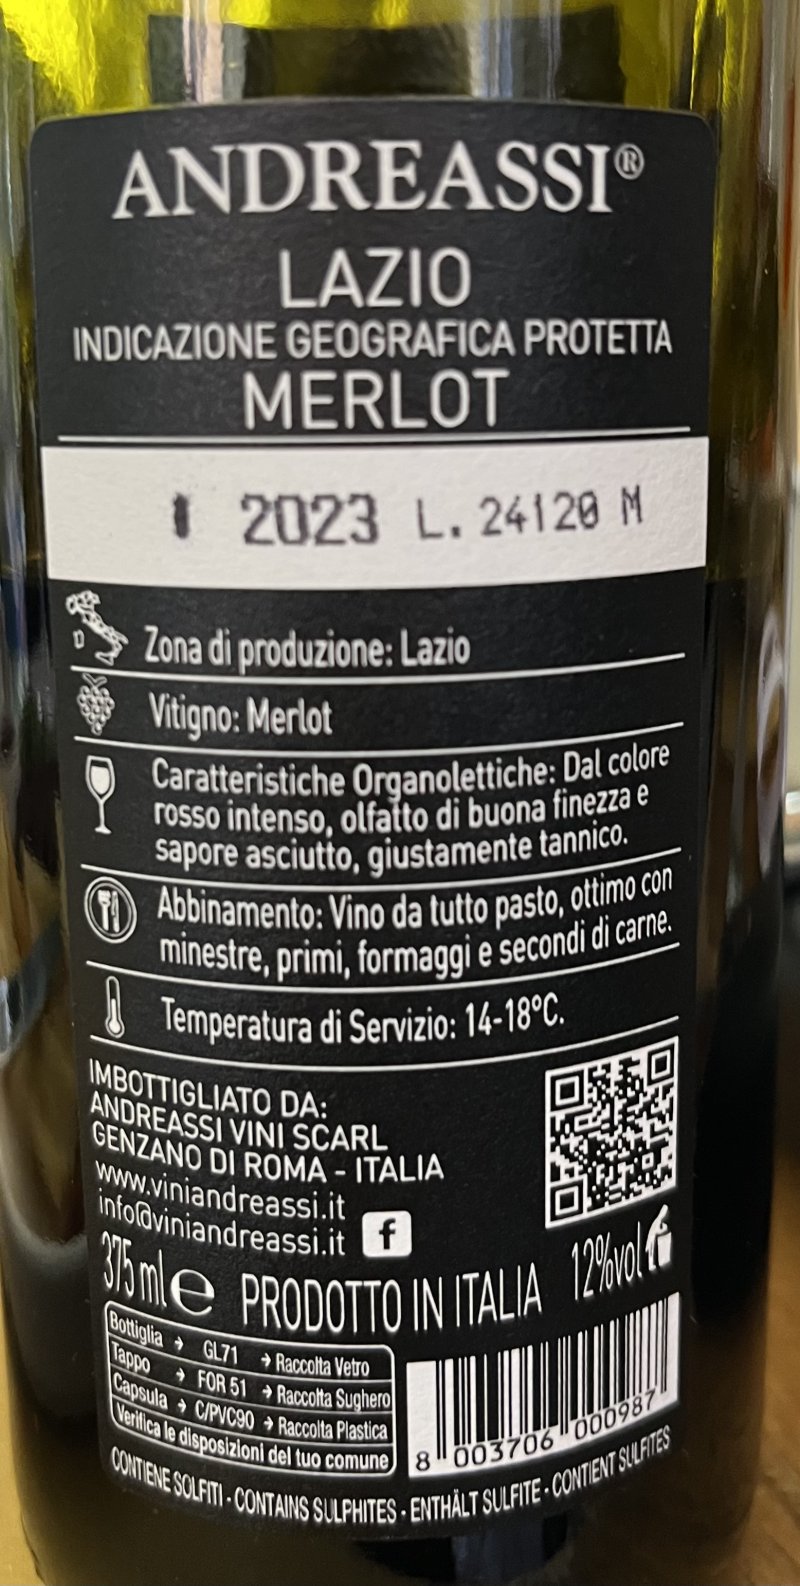 ANDREASSI®
LAZIO
INDICAZIONE GEOGRAFICA PROTETTA
MERLOT
2023 L. 24120 M
Zona di produzione: Lazio
Vitigno: Merlot
Caratteristiche Organolettiche: Dal colore
rosso intenso, olfatto di buona finezza e
sapore asciutto, giustamente tannico.
Abbinamento: Vino da tutto pasto, ottimo con
minestre, primi, formaggi e secondi di carne.
Temperatura di Servizio: 14-18°C.
IMBOTTIGLIATO DA:
ANDREASSI VINI SCARL
GENZANO DI ROMA - ITALIA
www.viniandreassi.it
info@viniandreassi.it f
375 ml e PRODOTTO IN ITALIA 12%vol
Bottiglia → GL71 → Raccolta Vetro
Tappo → FOR 51 → Raccolta Sughero
Capsula → C/PVC90 → Raccolta Plastica
Verifica le disposizioni del tuo comune
8 003706 000987
CONTIENE SOLFITI - CONTAINS SULPHITES - ENTHÄLT SULFITE - CONTIENT SULFITES